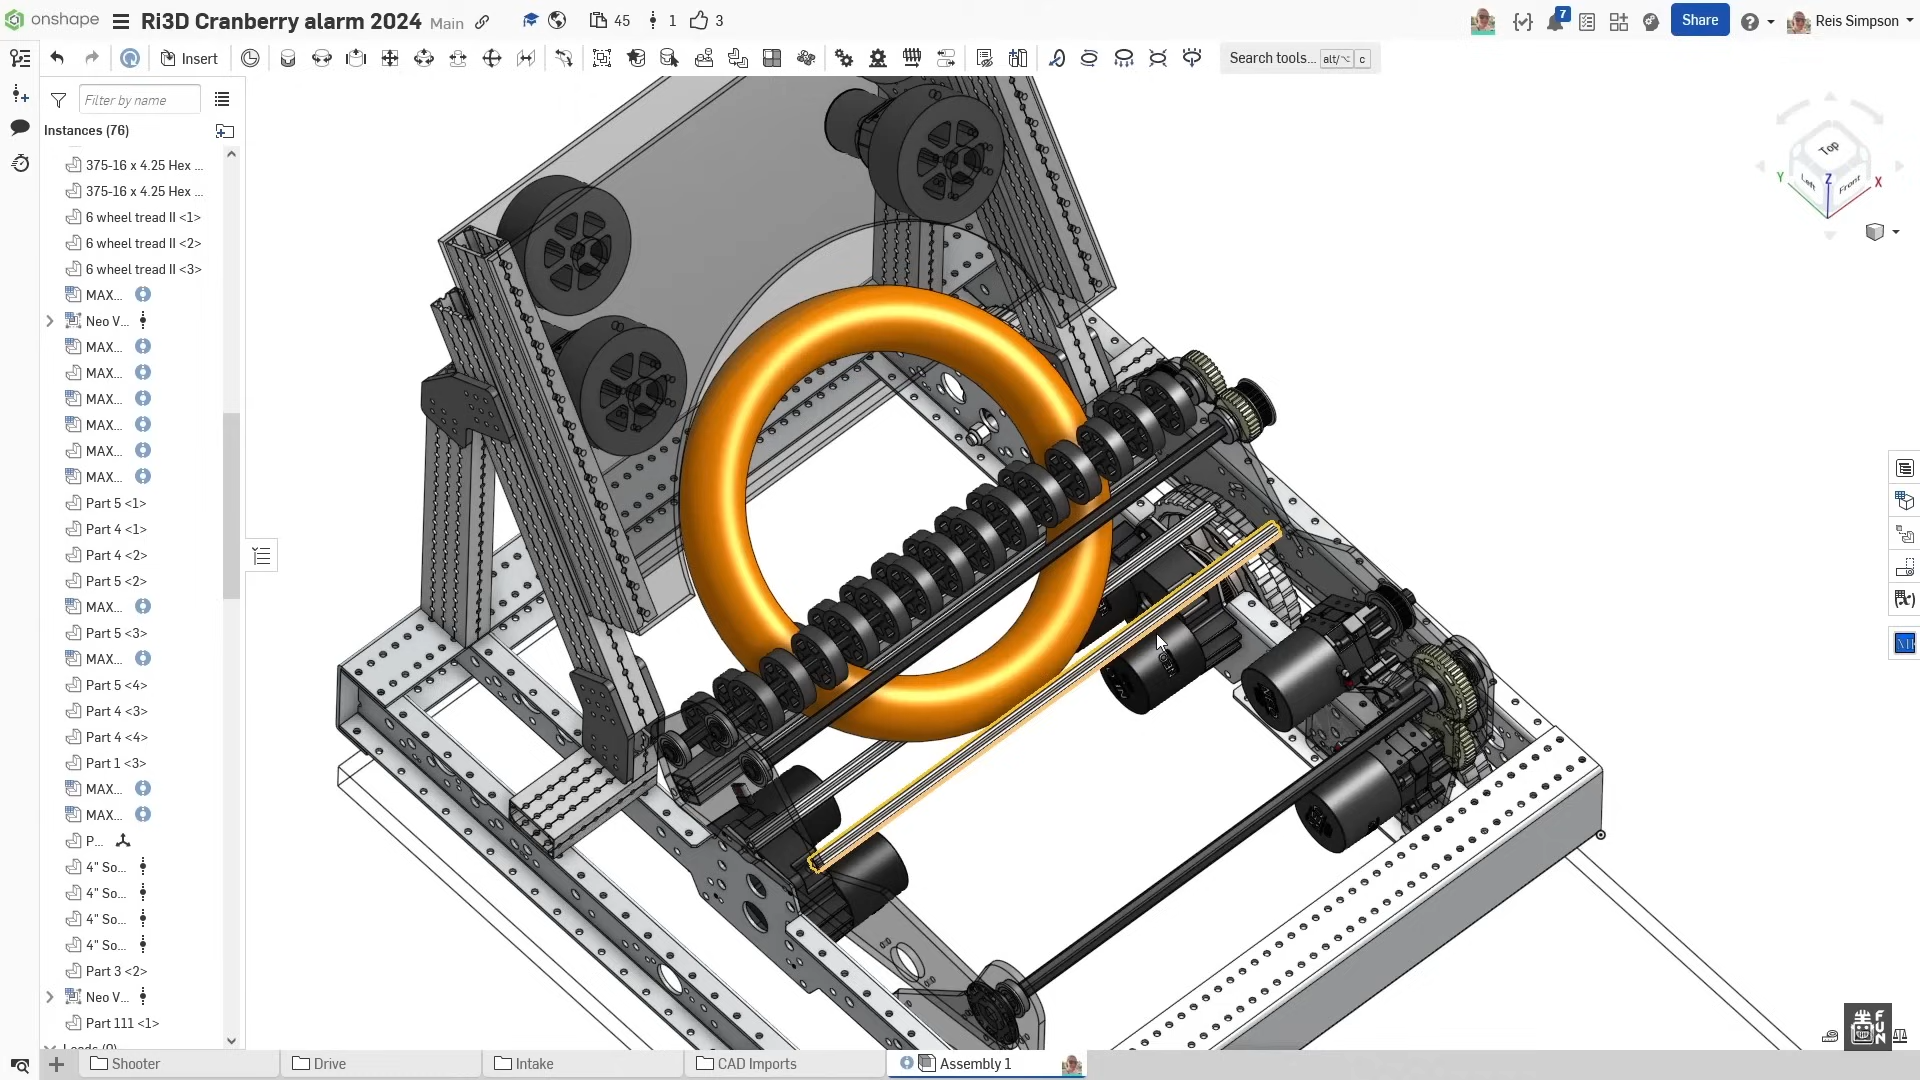 onshape
Ri3D Cranberry alarm 2024 Main
45
1
3
7
Share
Reis Simpson
Insert
Search tools... alt/⌥ c
Filter by name
Instances (76)
375-16 x 4.25 Hex ...
375-16 x 4.25 Hex ...
6 wheel tread II <1>
6 wheel tread II <2>
6 wheel tread II <3>
MAX...
Neo V...
MAX...
MAX...
MAX...
MAX...
MAX...
MAX...
Part 5 <1>
Part 4 <1>
Part 4 <2>
Part 5 <2>
MAX...
Part 5 <3>
MAX...
Part 5 <4>
Part 4 <3>
Part 4 <4>
Part 1 <3>
MAX...
MAX...
P...
4" So...
4" So...
4" So...
4" So...
Part 3 <2>
Neo V...
Part 111 <1>
Loads (0)
Top
Left
Front
Z
Y
X
FUN
Shooter
Drive
Intake
CAD Imports
Assembly 1